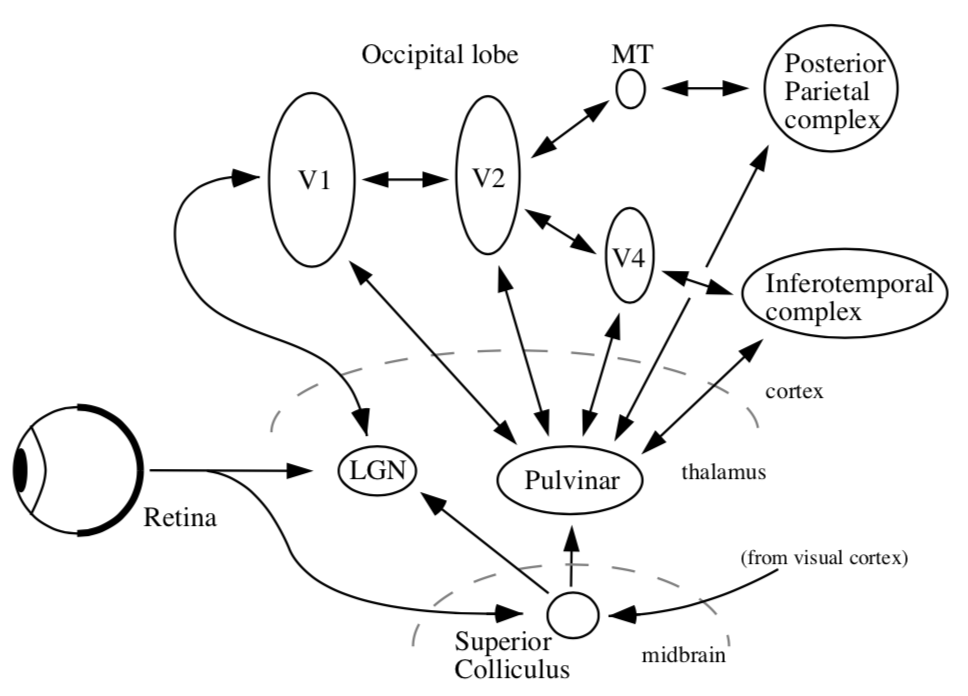 Occipital lobe
MT
Posterior
Parietal
complex
V1
V2
V4
Inferotemporal
complex
cortex
LGN
Pulvinar
thalamus
Retina
(from visual cortex)
Superior
Colliculus
midbrain